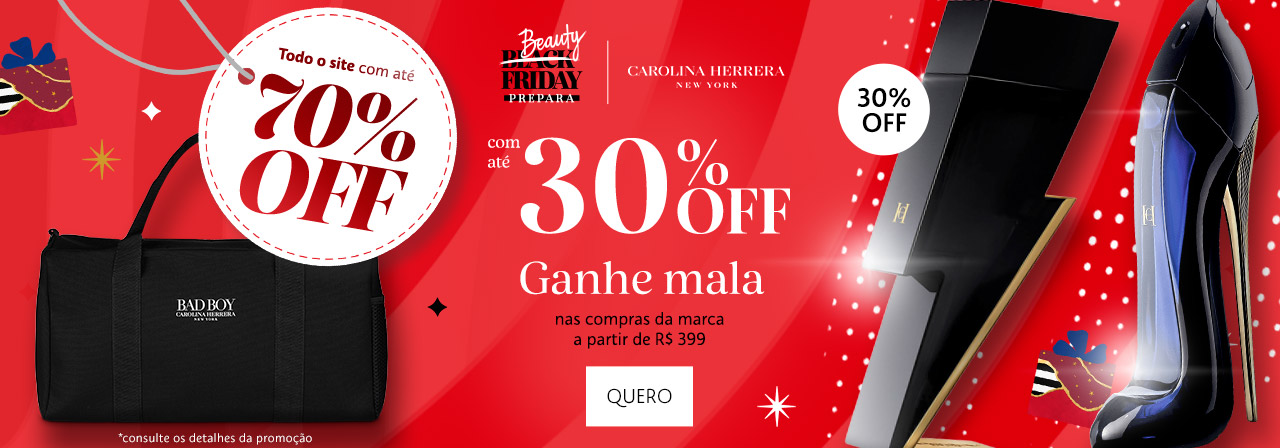 Todo o site com até
70%
OFF
BAD BOY
CAROLINA HERRERA
NEW YORK
*consulte os detalhes da promoção
Beauty
BLACK
FRIDAY
PREPARA
CAROLINA HERRERA
NEW YORK
com
até
30%
OFF
Ganhe mala
nas compras da marca
a partir de R$ 399
QUERO
30%
OFF
CH
CH